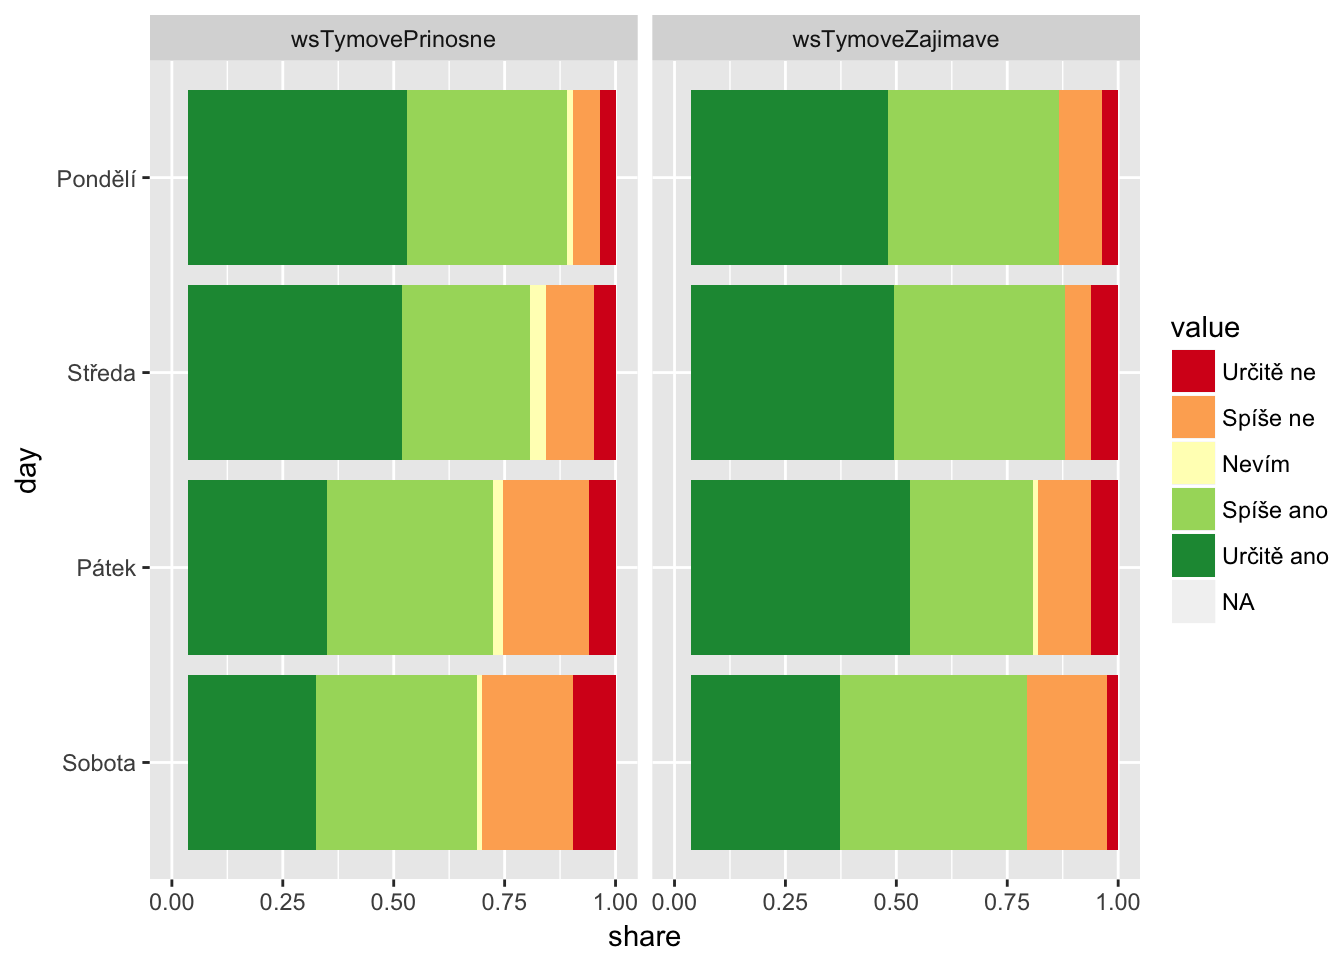 wsTymovePrinosne
wsTymoveZajimave
day
Pondělí
Středa
Pátek
Sobota
0.00 0.25 0.50 0.75 1.00
0.00 0.25 0.50 0.75 1.00
share
value
Určitě ne
Spíše ne
Nevím
Spíše ano
Určitě ano
NA